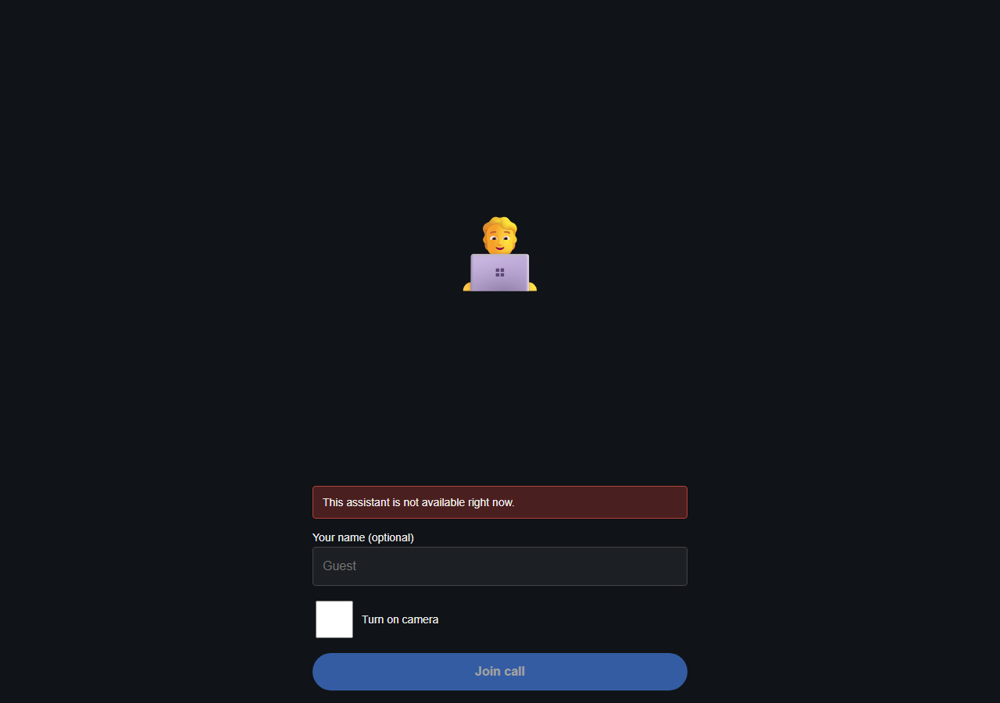 This assistant is not available right now.
Your name (optional)
Guest
Turn on camera
Join call